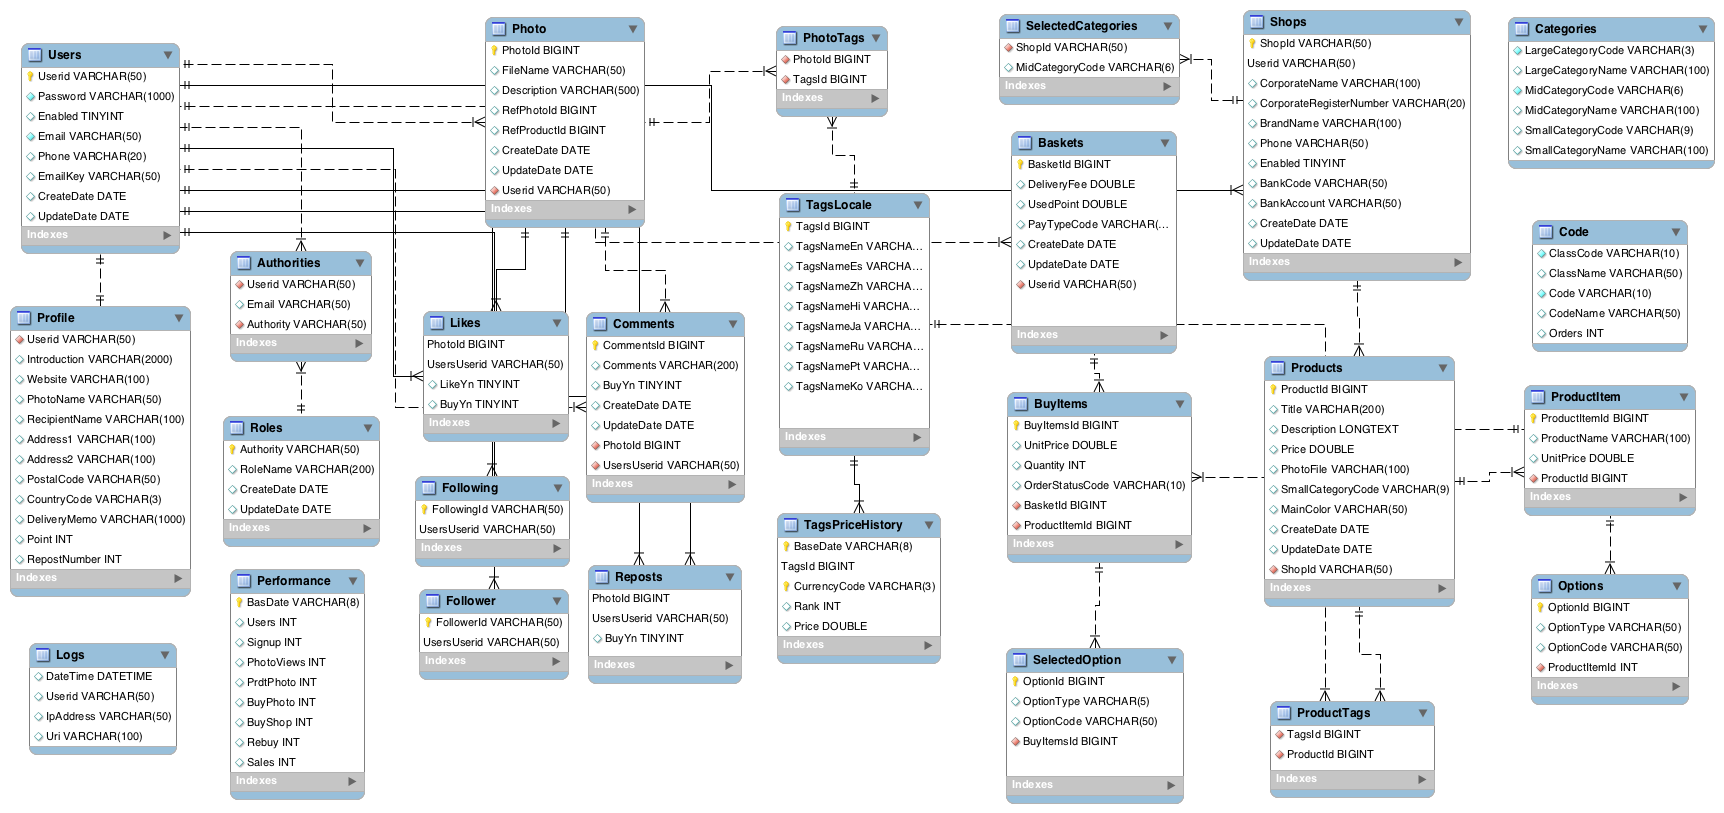 Users
Userid VARCHAR(50)
Password VARCHAR(1000)
Enabled TINYINT
Email VARCHAR(50)
Phone VARCHAR(20)
EmailKey VARCHAR(50)
CreateDate DATE
UpdateDate DATE
Indexes
Profile
Userid VARCHAR(50)
Introduction VARCHAR(2000)
Website VARCHAR(100)
PhotoName VARCHAR(50)
RecipientName VARCHAR(100)
Address1 VARCHAR(100)
Address2 VARCHAR(100)
PostalCode VARCHAR(50)
CountryCode VARCHAR(3)
DeliveryMemo VARCHAR(1000)
Point INT
RepostNumber INT
Indexes
Logs
DateTime DATETIME
Userid VARCHAR(50)
IpAddress VARCHAR(50)
Uri VARCHAR(100)
Authorities
Userid VARCHAR(50)
Email VARCHAR(50)
Authority VARCHAR(50)
Indexes
Roles
Authority VARCHAR(50)
RoleName VARCHAR(200)
CreateDate DATE
UpdateDate DATE
Indexes
Performance
BasDate VARCHAR(8)
Users INT
Signup INT
PhotoViews INT
PrdtPhoto INT
BuyPhoto INT
BuyShop INT
Rebuy INT
Sales INT
Indexes
Photo
PhotoId BIGINT
FileName VARCHAR(50)
Description VARCHAR(500)
RefPhotoId BIGINT
RefProductId BIGINT
CreateDate DATE
UpdateDate DATE
Userid VARCHAR(50)
Indexes
Likes
PhotoId BIGINT
UsersUserid VARCHAR(50)
LikeYn TINYINT
BuyYn TINYINT
Indexes
Following
FollowingId VARCHAR(50)
UsersUserid VARCHAR(50)
Indexes
Follower
FollowerId VARCHAR(50)
UsersUserid VARCHAR(50)
Indexes
Comments
CommentsId BIGINT
Comments VARCHAR(200)
BuyYn TINYINT
CreateDate DATE
UpdateDate DATE
PhotoId BIGINT
UsersUserid VARCHAR(50)
Indexes
Reposts
PhotoId BIGINT
UsersUserid VARCHAR(50)
BuyYn TINYINT
Indexes
PhotoTags
PhotoId BIGINT
TagsId BIGINT
Indexes
TagsLocale
TagsId BIGINT
TagsNameEn VARCHA...
TagsNameEs VARCHA...
TagsNameZh VARCHA...
TagsNameHi VARCHA...
TagsNameJa VARCHA...
TagsNameRu VARCHA...
TagsNamePt VARCHA...
TagsNameKo VARCHA...
Indexes
TagsPriceHistory
BaseDate VARCHAR(8)
TagsId BIGINT
CurrencyCode VARCHAR(3)
Rank INT
Price DOUBLE
Indexes
SelectedCategories
ShopId VARCHAR(50)
MidCategoryCode VARCHAR(6)
Indexes
Baskets
BasketId BIGINT
DeliveryFee DOUBLE
UsedPoint DOUBLE
PayTypeCode VARCHAR(...
CreateDate DATE
UpdateDate DATE
Userid VARCHAR(50)
Indexes
BuyItems
BuyItemsId BIGINT
UnitPrice DOUBLE
Quantity INT
OrderStatusCode VARCHAR(10)
BasketId BIGINT
ProductItemId BIGINT
Indexes
SelectedOption
OptionId BIGINT
OptionType VARCHAR(5)
OptionCode VARCHAR(50)
BuyItemsId BIGINT
Indexes
Shops
ShopId VARCHAR(50)
Userid VARCHAR(50)
CorporateName VARCHAR(100)
CorporateRegisterNumber VARCHAR(20)
BrandName VARCHAR(100)
Phone VARCHAR(50)
Enabled TINYINT
BankCode VARCHAR(50)
BankAccount VARCHAR(50)
CreateDate DATE
UpdateDate DATE
Indexes
Products
ProductId BIGINT
Title VARCHAR(200)
Description LONGTEXT
Price DOUBLE
PhotoFile VARCHAR(100)
SmallCategoryCode VARCHAR(9)
MainColor VARCHAR(50)
CreateDate DATE
UpdateDate DATE
ShopId VARCHAR(50)
Indexes
ProductTags
TagsId BIGINT
ProductId BIGINT
Indexes
Categories
LargeCategoryCode VARCHAR(3)
LargeCategoryName VARCHAR(100)
MidCategoryCode VARCHAR(6)
MidCategoryName VARCHAR(100)
SmallCategoryCode VARCHAR(9)
SmallCategoryName VARCHAR(100)
Code
ClassCode VARCHAR(10)
ClassName VARCHAR(50)
Code VARCHAR(10)
CodeName VARCHAR(50)
Orders INT
ProductItem
ProductItemId BIGINT
ProductName VARCHAR(100)
UnitPrice DOUBLE
ProductId BIGINT
Indexes
Options
OptionId BIGINT
OptionType VARCHAR(50)
OptionCode VARCHAR(50)
ProductItemId INT
Indexes